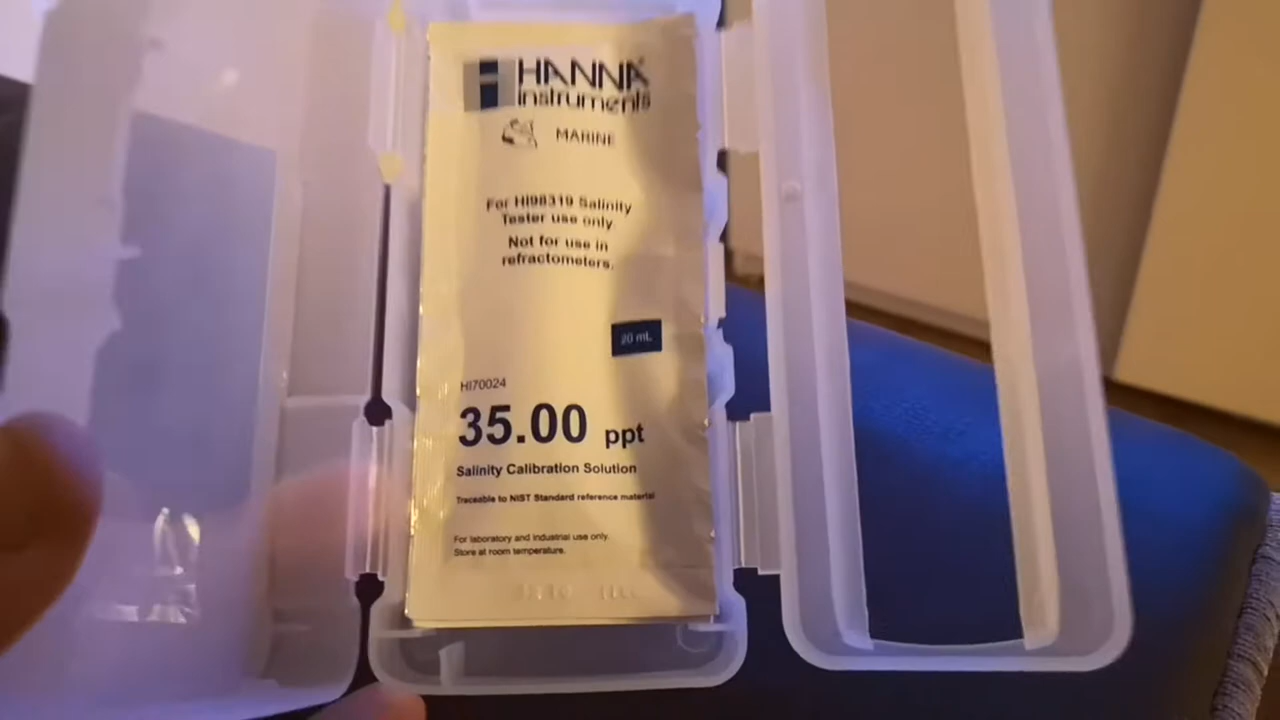 HANNA
instruments
MARINE
For HI98319 Salinity
Tester use only
Not for use in
refractometers.
20 mL
HI70024
35.00 ppt
Salinity Calibration Solution
Traceable to NIST Standard reference material
For laboratory and industrial use only.
Store at room temperature.